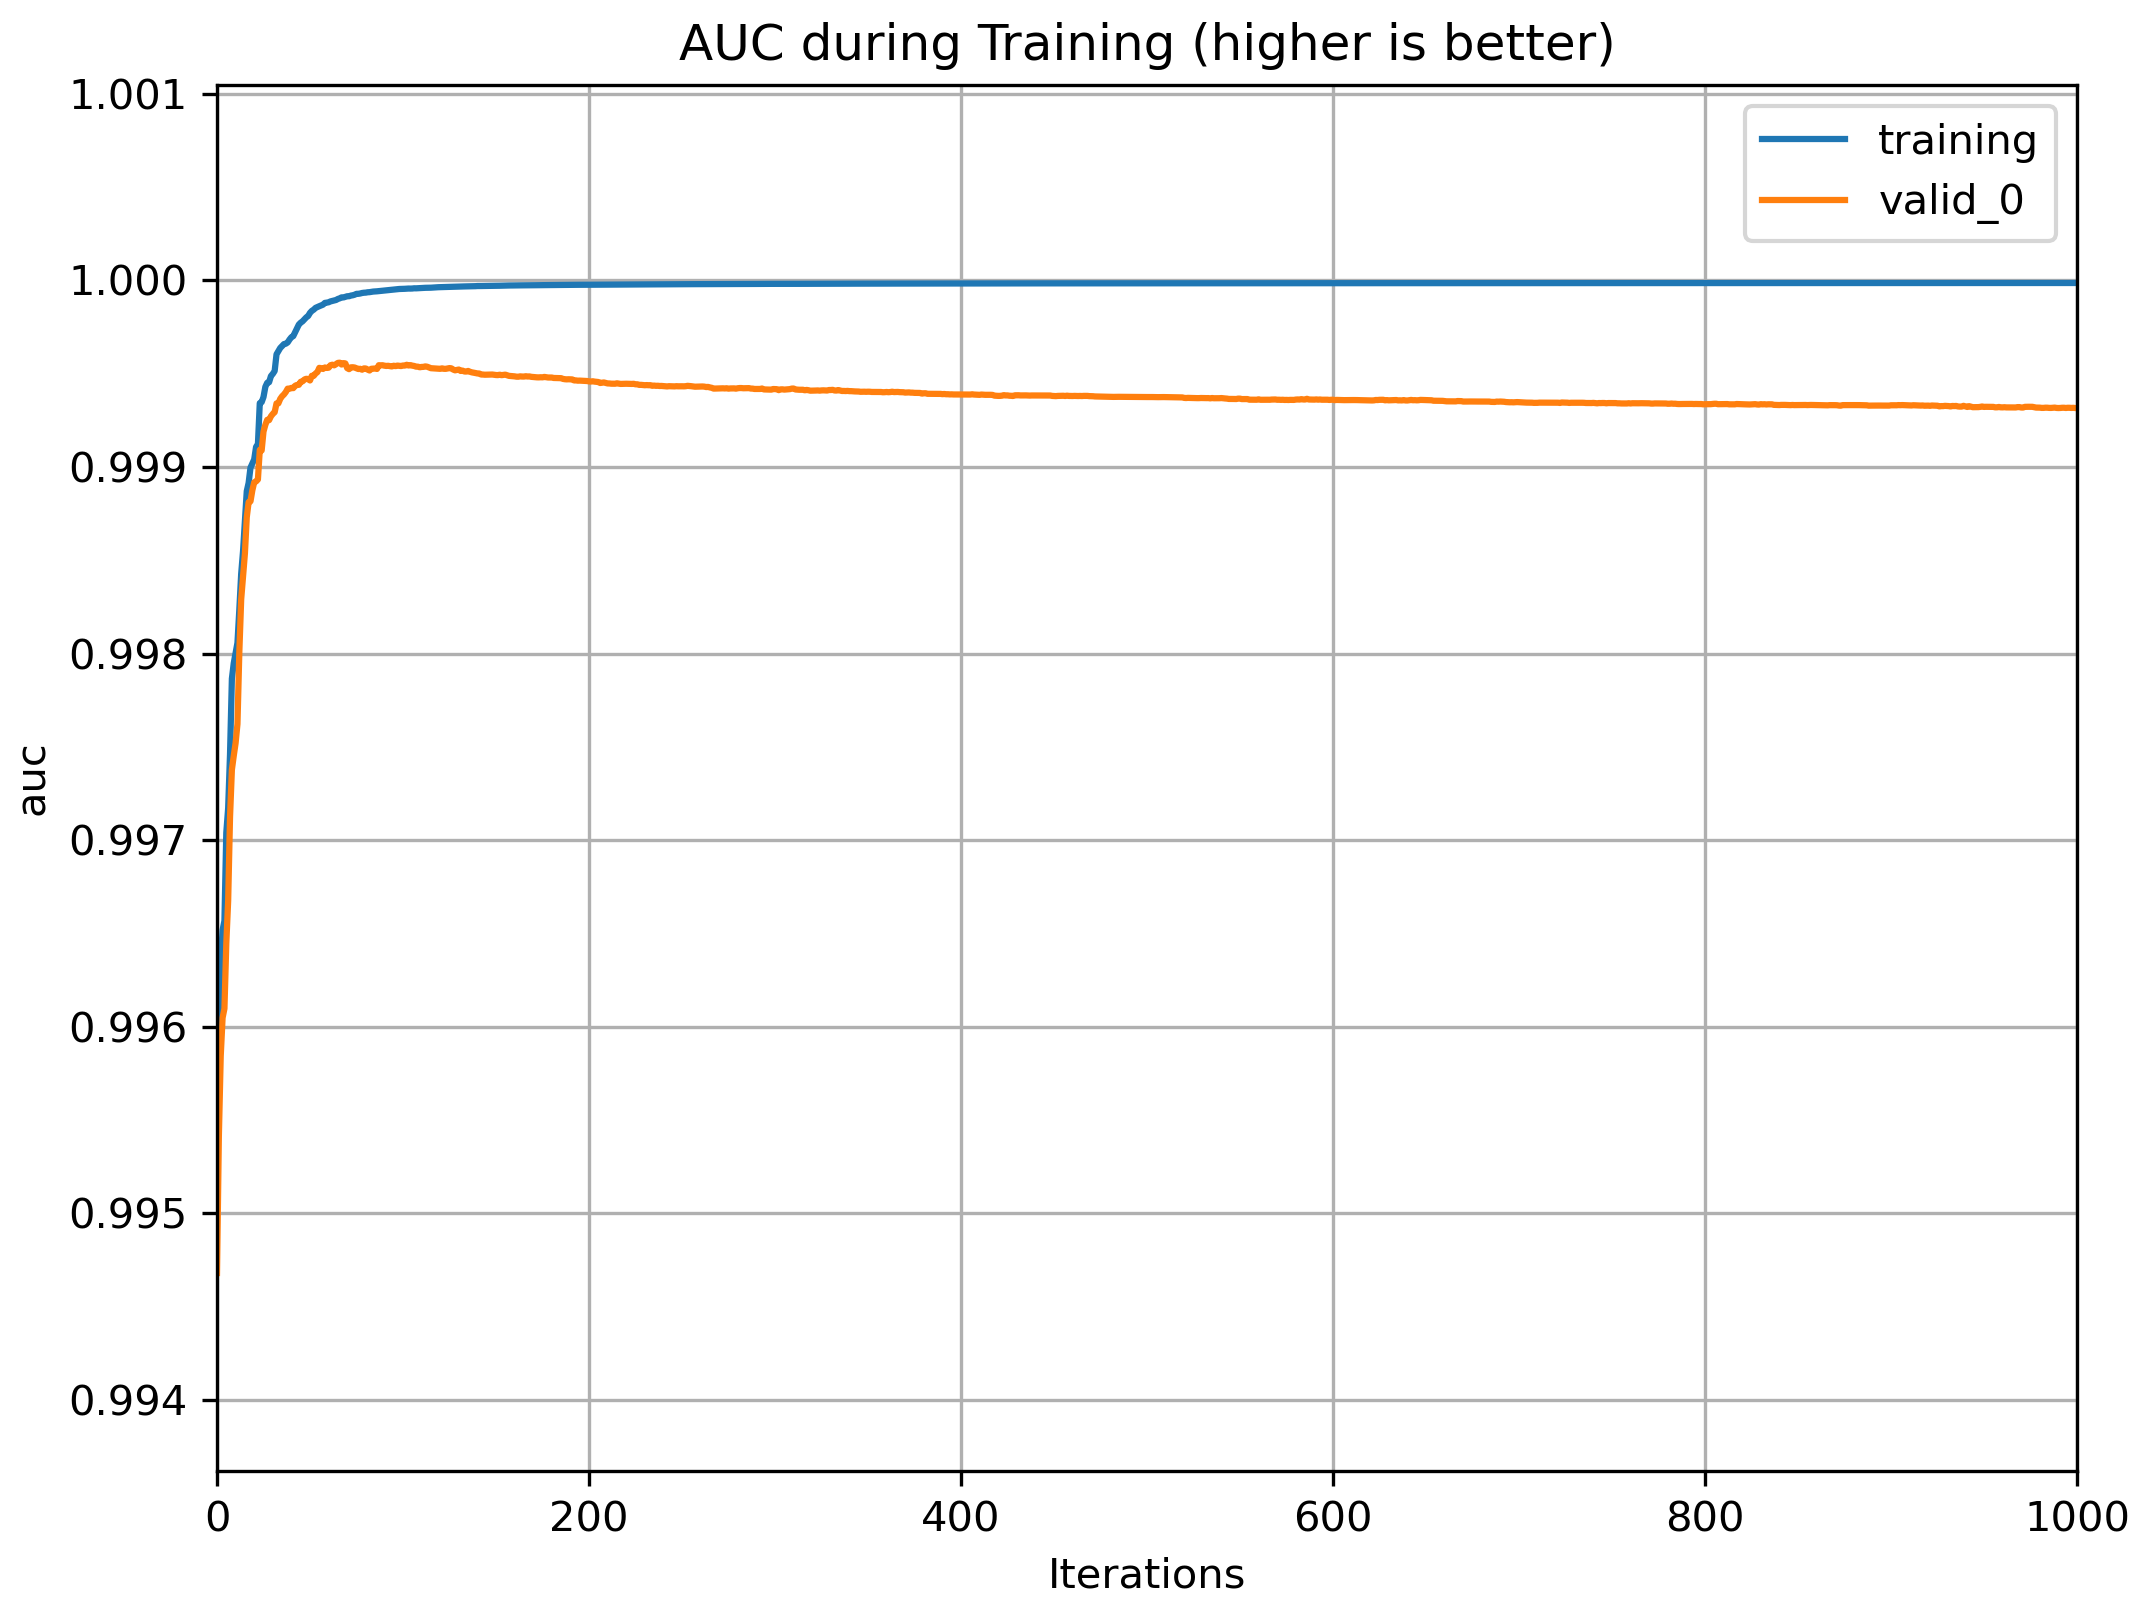 AUC during Training (higher is better)
1.001
1.000
0.999
0.998
0.997
0.996
0.995
0.994
auc
training
valid_0
0 200 400 600 800 1000
Iterations